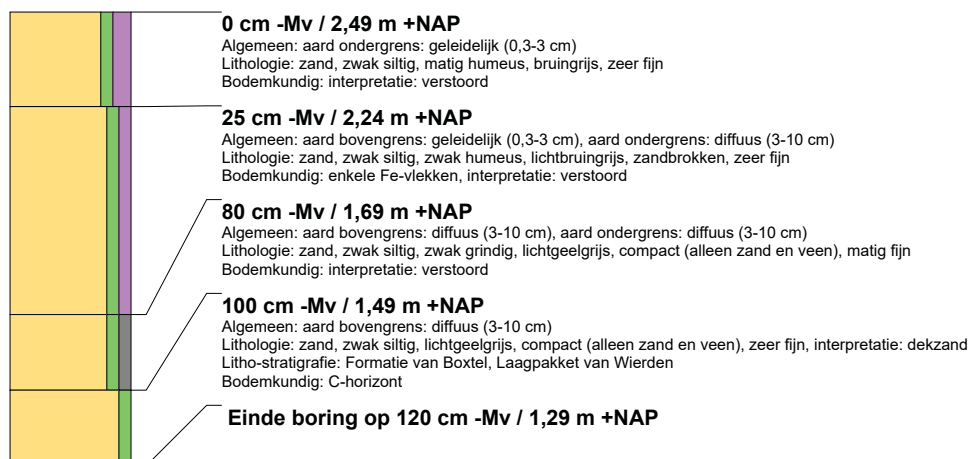 0 cm -Mv / 2,49 m +NAP
Algemeen: aard ondergrens: geleidelijk (0,3-3 cm)
Lithologie: zand, zwak siltig, matig humeus, bruingrijs, zeer fijn
Bodemkundig: interpretatie: verstoord
25 cm -Mv / 2,24 m +NAP
Algemeen: aard bovengrens: geleidelijk (0,3-3 cm), aard ondergrens: diffuus (3-10 cm)
Lithologie: zand, zwak siltig, zwak humeus, lichtbruingrijs, zandbrokken, zeer fijn
Bodemkundig: enkele Fe-vlekken, interpretatie: verstoord
80 cm -Mv / 1,69 m +NAP
Algemeen: aard bovengrens: diffuus (3-10 cm), aard ondergrens: diffuus (3-10 cm)
Lithologie: zand, zwak siltig, zwak grindig, lichtgeelgrijs, compact (alleen zand en veen), matig fijn
Bodemkundig: interpretatie: verstoord
100 cm -Mv / 1,49 m +NAP
Algemeen: aard bovengrens: diffuus (3-10 cm)
Lithologie: zand, zwak siltig, lichtgeelgrijs, compact (alleen zand en veen), zeer fijn, interpretatie: dekzand
Litho-stratigrafie: Formatie van Boxtel, Laagpakket van Wierden
Bodemkundig: C-horizont
Einde boring op 120 cm -Mv / 1,29 m +NAP